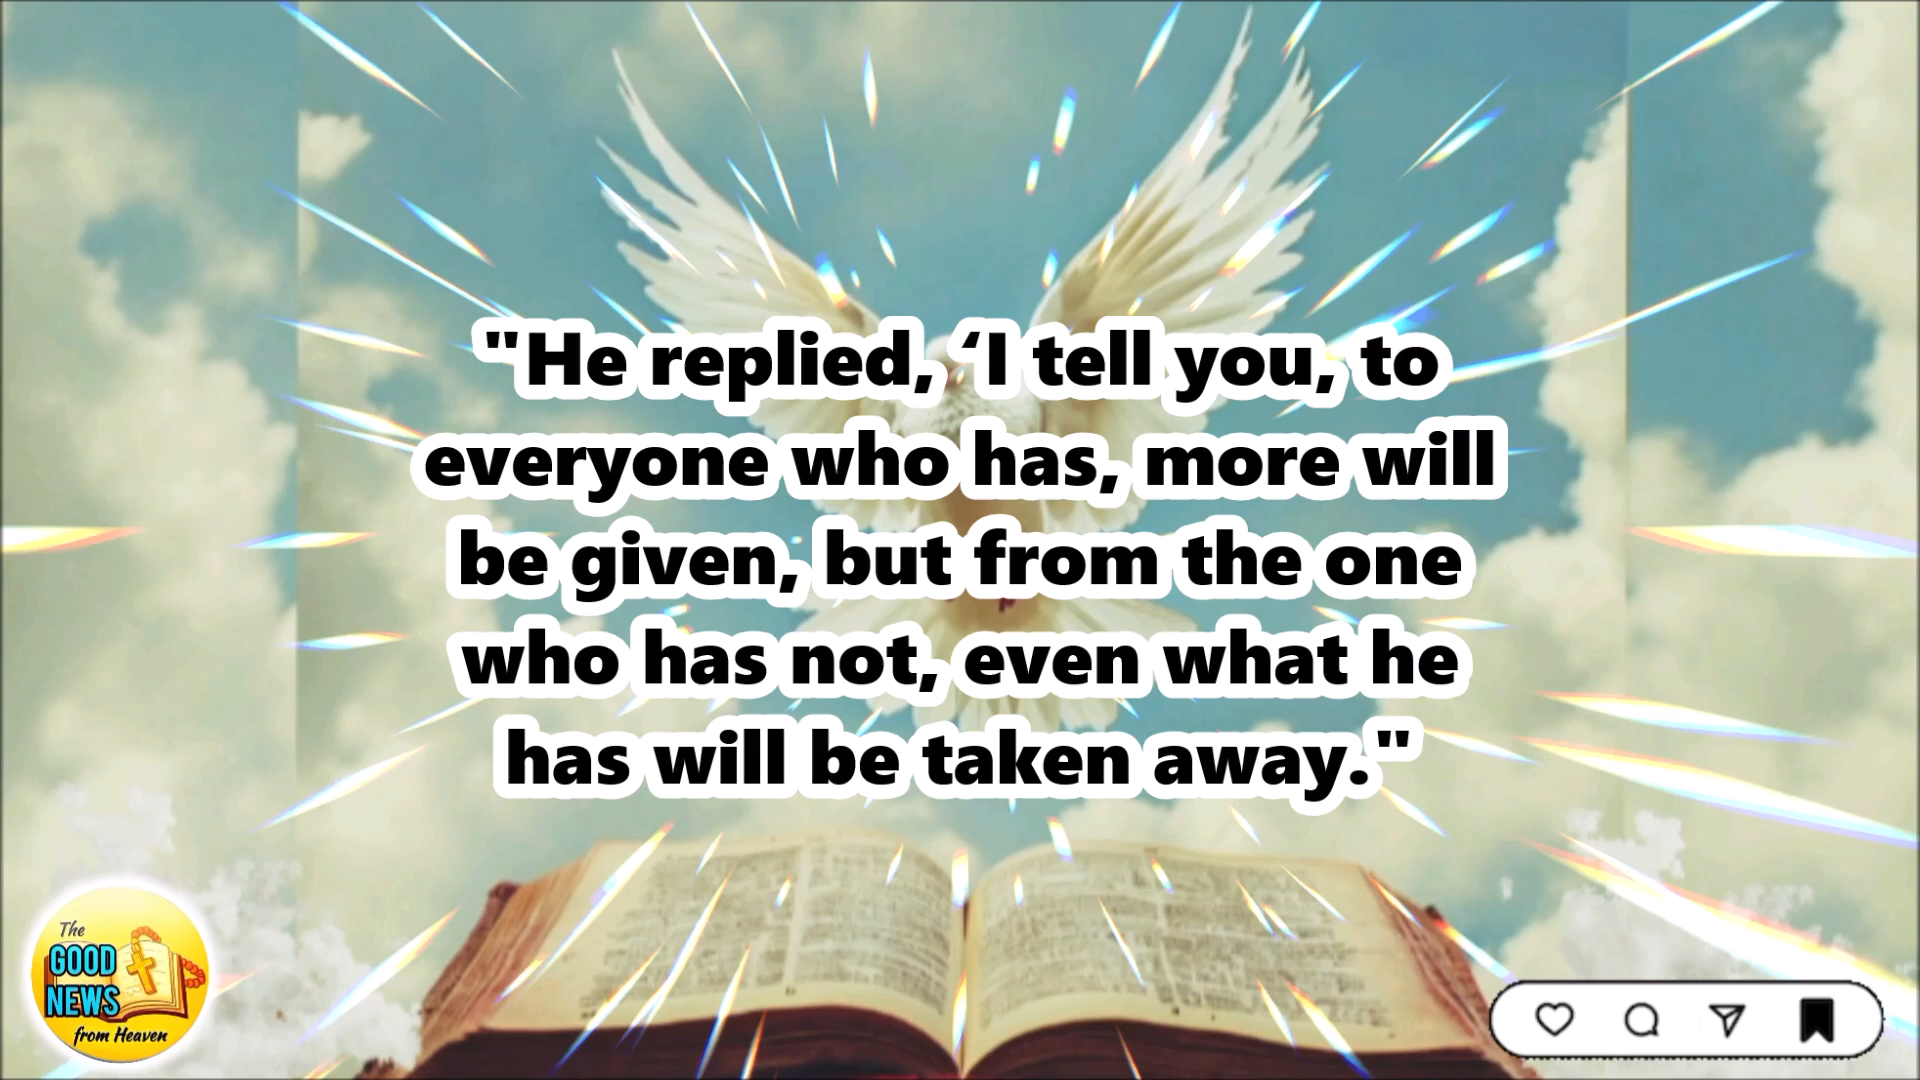 "He replied, ‘I tell you, to
everyone who has, more will
be given, but from the one
who has not, even what he
has will be taken away."
The
GOOD
NEWS
from Heaven